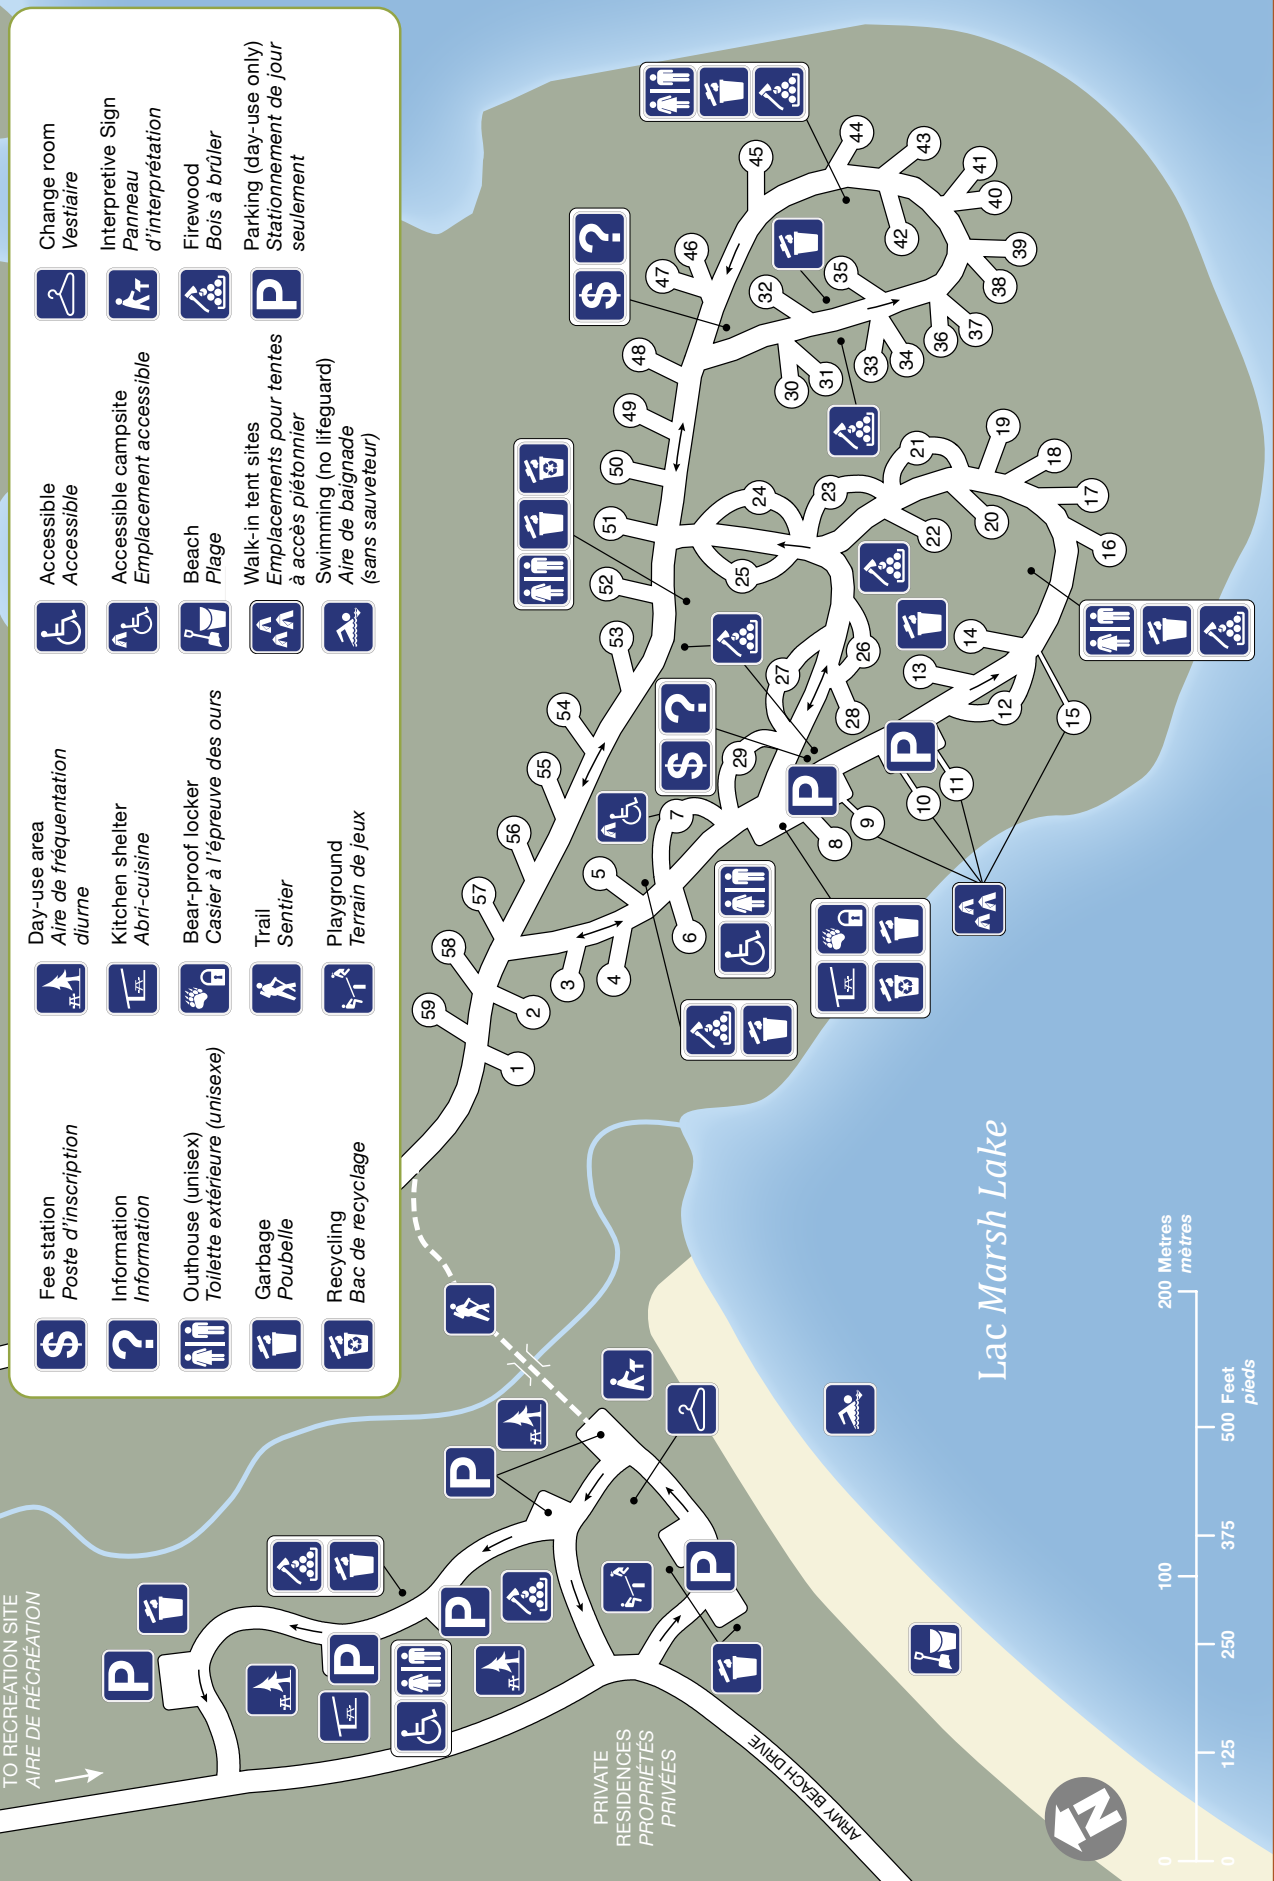 Fee station
Poste d'inscription
Information
Information
Outhouse (unisex)
Toilette extérieure (unisexe)
Garbage
Poubelle
Recycling
Bac de recyclage
Day-use area
Aire de fréquentation
diurne
Kitchen shelter
Abri-cuisine
Bear-proof locker
Casier à l'épreuve des ours
Trail
Sentier
Playground
Terrain de jeux
Accessible
Accessible
Accessible campsite
Emplacement accessible
Beach
Plage
Walk-in tent sites
Emplacements pour tentes
à accès piétonnier
Swimming (no lifeguard)
Aire de baignade
(sans sauveteur)
Change room
Vestiaire
Interpretive Sign
Panneau
d'interprétation
Firewood
Bois à brûler
Parking (day-use only)
Stationnement de jour
seulement
$
?
P
TO RECREATION SITE
AIRE DE RÉCRÉATION
P
P
P
P
P
PRIVATE
RESIDENCES
PROPRIÉTÉS
PRIVÉES
ARMY BEACH DRIVE
59
58
57
56
55
54
53
52
51
50
49
48
47
46
45
44
43
42
41
40
39
38
37
36
35
34
33
32
31
30
29
28
27
26
25
24
23
22
21
20
19
18
17
16
15
14
13
12
11
10
9
8
7
6
5
4
3
2
1
$ ?
$ ?
P
P
Lac Marsh Lake
N
0 100 200 Metres
mètres
0 125 250 375 500 Feet
pieds